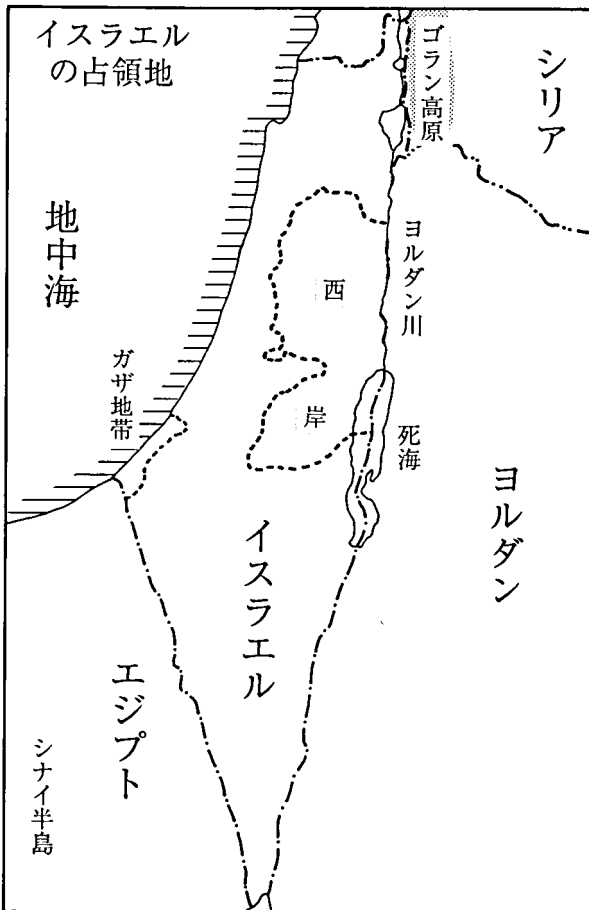 イスラエル
の占領地
ゴラン高原
シリア
地中海
ヨルダン川
西
岸
ガザ地帯
死海
ヨルダン
イスラエル
エジプト
シナイ半島